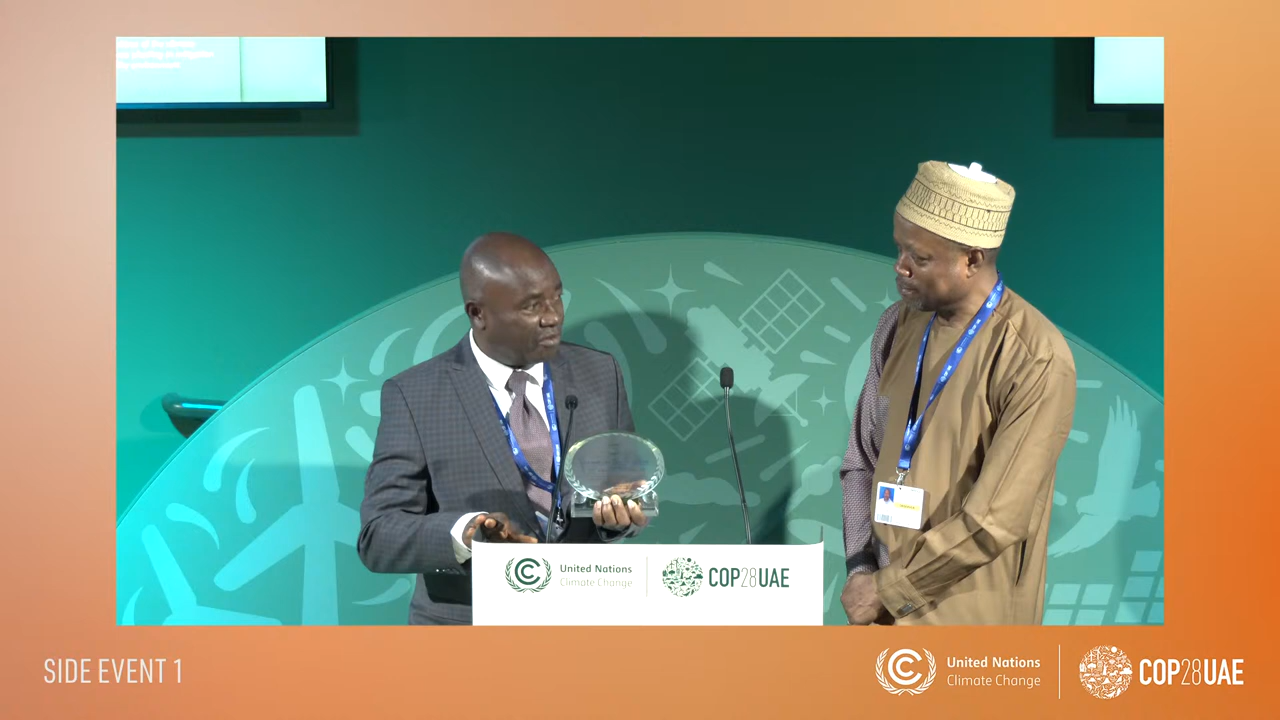 United Nations
Climate Change
COP28UAE
SIDE EVENT 1
United Nations
Climate Change
COP28UAE